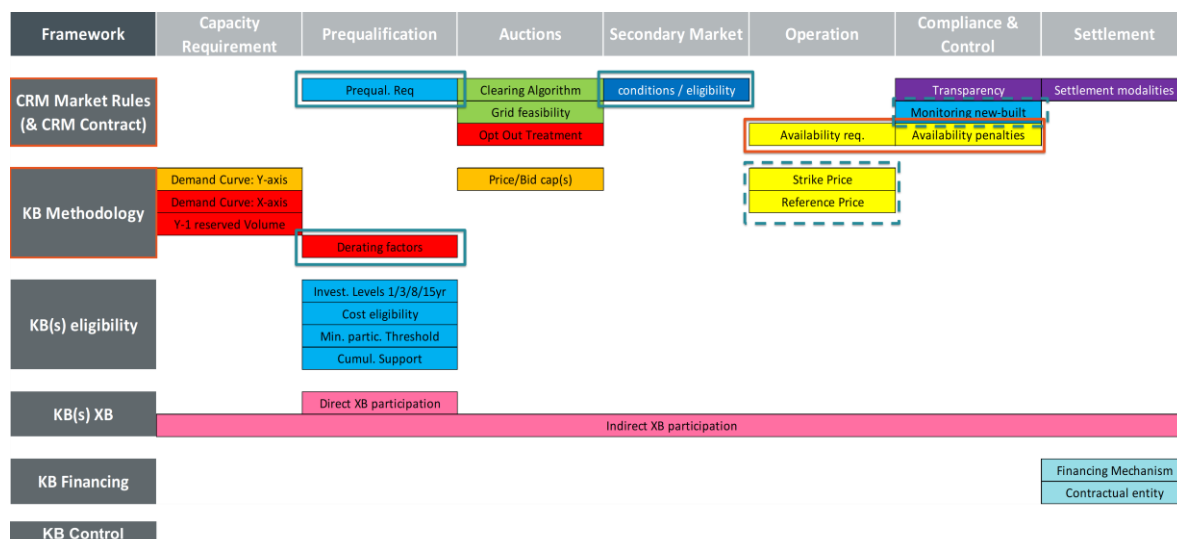 Framework
Capacity
Requirement
Prequalification
Auctions
Secondary Market
Operation
Compliance &
Control
Settlement
CRM Market Rules
(& CRM Contract)
Prequal. Req
Clearing Algorithm
conditions / eligibility
Transparency
Settlement modalities
Grid feasibility
Monitoring new-built
Opt Out Treatment
Availability req.
Availability penalties
KB Methodology
Demand Curve: Y-axis
Price/Bid cap(s)
Strike Price
Demand Curve: X-axis
Reference Price
Y-1 reserved Volume
Derating factors
KB(s) eligibility
Invest. Levels 1/3/8/15yr
Cost eligibility
Min. partic. Threshold
Cumul. Support
KB(s) XB
Direct XB participation
Indirect XB participation
KB Financing
Financing Mechanism
Contractual entity
KB Control